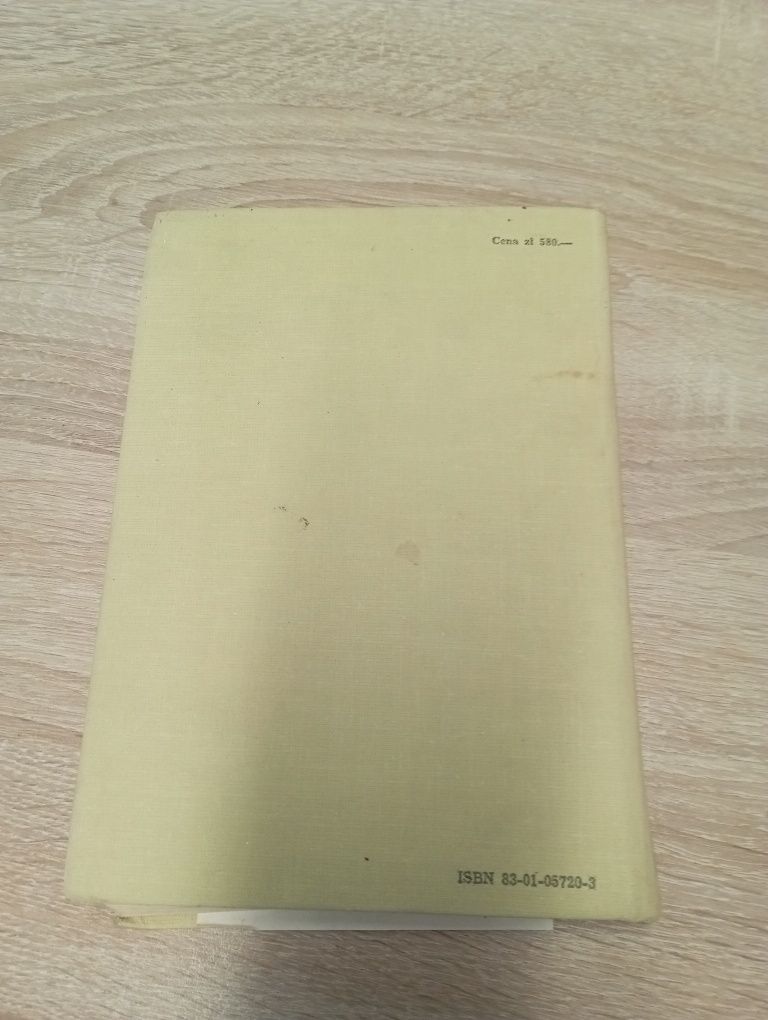 Cena zł 580.—
ISBN 83-01-05720-3